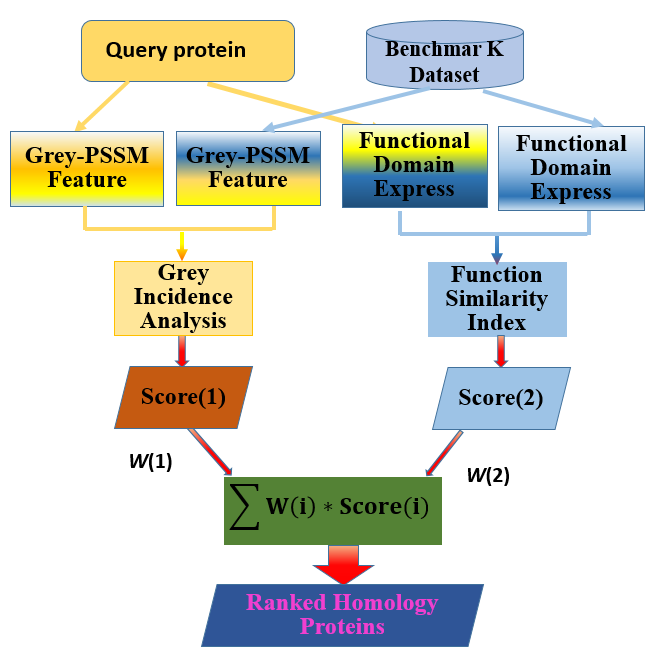 Query protein
Benchmar K
Dataset
Grey-PSSM
Feature
Grey-PSSM
Feature
Functional
Domain
Express
Functional
Domain
Express
Grey
Incidence
Analysis
Function
Similarity
Index
Score(1)
Score(2)
W(1)
W(2)
∑ W(i) * Score(i)
Ranked Homology
Proteins